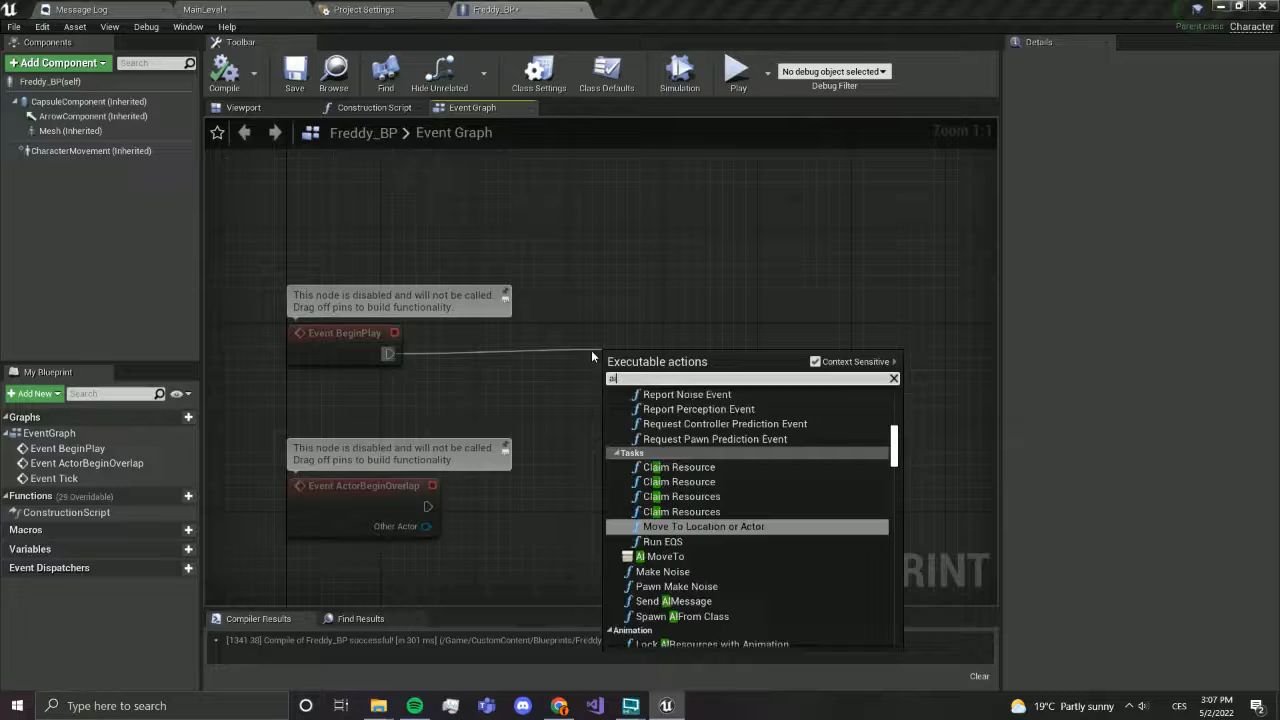 Message Log
MainLevel*
Project Settings
Freddy_BP*
File Edit Asset View Debug Window Help
Parent class: Character
Components
Toolbar
Details
+ Add Component
Search
Freddy_BP(self)
CapsuleComponent (Inherited)
ArrowComponent (Inherited)
Mesh (Inherited)
CharacterMovement (Inherited)
Compile
Save
Browse
Find
Hide Unrelated
Class Settings
Class Defaults
Simulation
Play
No debug object selected
Debug Filter
Viewport
Construction Script
Event Graph
Freddy_BP > Event Graph
Zoom 1:1
This node is disabled and will not be called.
Drag off pins to build functionality.
Event BeginPlay
This node is disabled and will not be called.
Drag off pins to build functionality.
Event ActorBeginOverlap
Other Actor
Executable actions
Context Sensitive
ai
Report Noise Event
Report Perception Event
Request Controller Prediction Event
Request Pawn Prediction Event
Tasks
Claim Resource
Claim Resource
Claim Resources
Claim Resources
Move To Location or Actor
Run EQS
AI MoveTo
Make Noise
Pawn Make Noise
Send AIMessage
Spawn AIFrom Class
Animation
Lock AIResources with Animation
My Blueprint
+ Add New
Search
Graphs
EventGraph
Event BeginPlay
Event ActorBeginOverlap
Event Tick
Functions (29 Overridable)
ConstructionScript
Macros
Variables
Event Dispatchers
RINT
Compiler Results
Find Results
[1341.38] Compile of Freddy_BP successful! [in 301 ms] (/Game/CustomContent/Blueprints/Freddy
Clear
Type here to search
19°C Partly sunny
CES
3:07 PM
5/2/2022